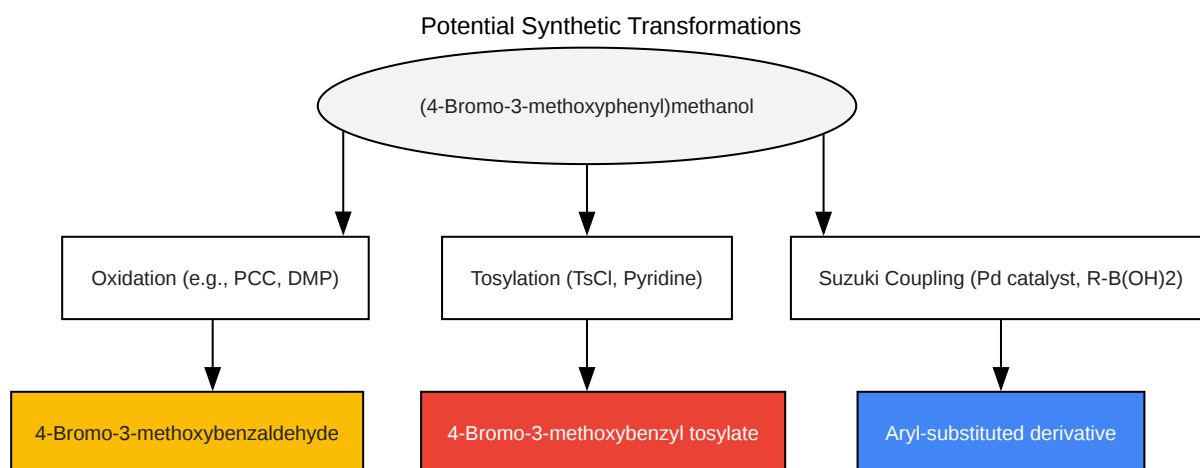 Potential Synthetic Transformations
(4-Bromo-3-methoxyphenyl)methanol
Oxidation (e.g., PCC, DMP)
Tosylation (TsCl, Pyridine)
Suzuki Coupling (Pd catalyst, R-B(OH)2)
4-Bromo-3-methoxybenzaldehyde
4-Bromo-3-methoxybenzyl tosylate
Aryl-substituted derivative